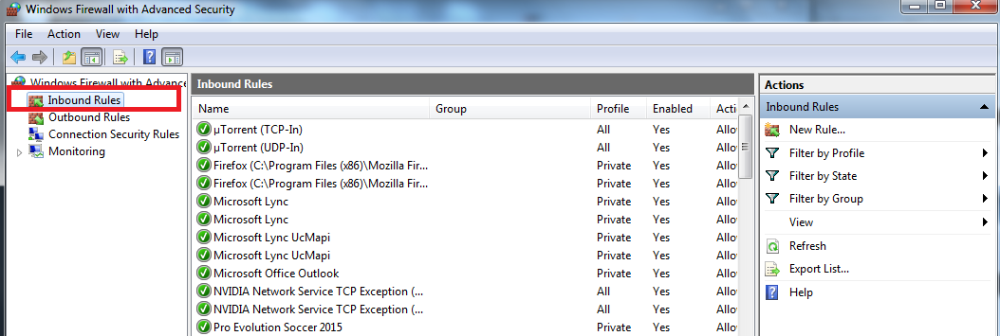 Windows Firewall with Advanced Security
File Action View Help
Windows Firewall with Advance
Inbound Rules
Outbound Rules
Connection Security Rules
Monitoring
Inbound Rules
Name Group Profile Enabled Acti
µTorrent (TCP-In) All Yes Allo
µTorrent (UDP-In) All Yes Allo
Firefox (C:\Program Files (x86)\Mozilla Fir... Private Yes Allo
Firefox (C:\Program Files (x86)\Mozilla Fir... Private Yes Allo
Microsoft Lync Private Yes Allo
Microsoft Lync Private Yes Allo
Microsoft Lync UcMapi Private Yes Allo
Microsoft Lync UcMapi Private Yes Allo
Microsoft Office Outlook Private Yes Allo
NVIDIA Network Service TCP Exception (... All Yes Allo
NVIDIA Network Service TCP Exception (... All Yes Allo
Pro Evolution Soccer 2015 Private Yes Allo
Actions
Inbound Rules
New Rule...
Filter by Profile
Filter by State
Filter by Group
View
Refresh
Export List...
Help